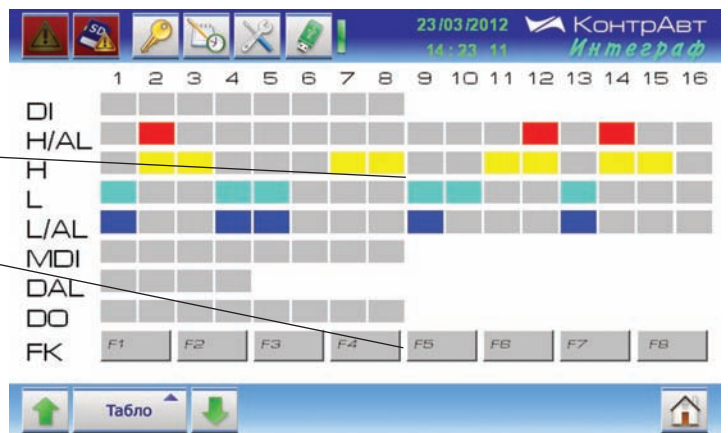 SD
23/03/2012 КонтрАвт
14:23 11 Интеграф
1 2 3 4 5 6 7 8 9 10 11 12 13 14 15 16
DI
H/AL
H
L
L/AL
MDI
DAL
DO
FK F1 F2 F3 F4 F5 F6 F7 F8
Табло